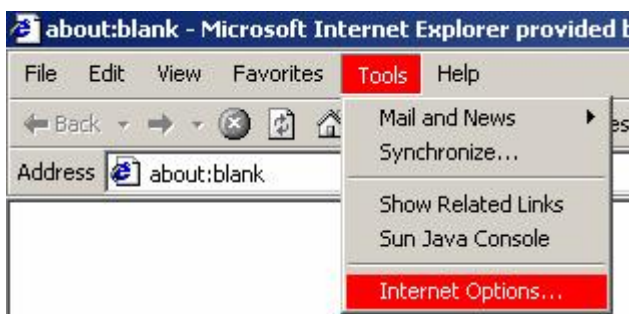 about:blank - Microsoft Internet Explorer provided
File Edit View Favorites Tools Help
Back
Mail and News
Synchronize...
Address about:blank
Show Related Links
Sun Java Console
Internet Options...